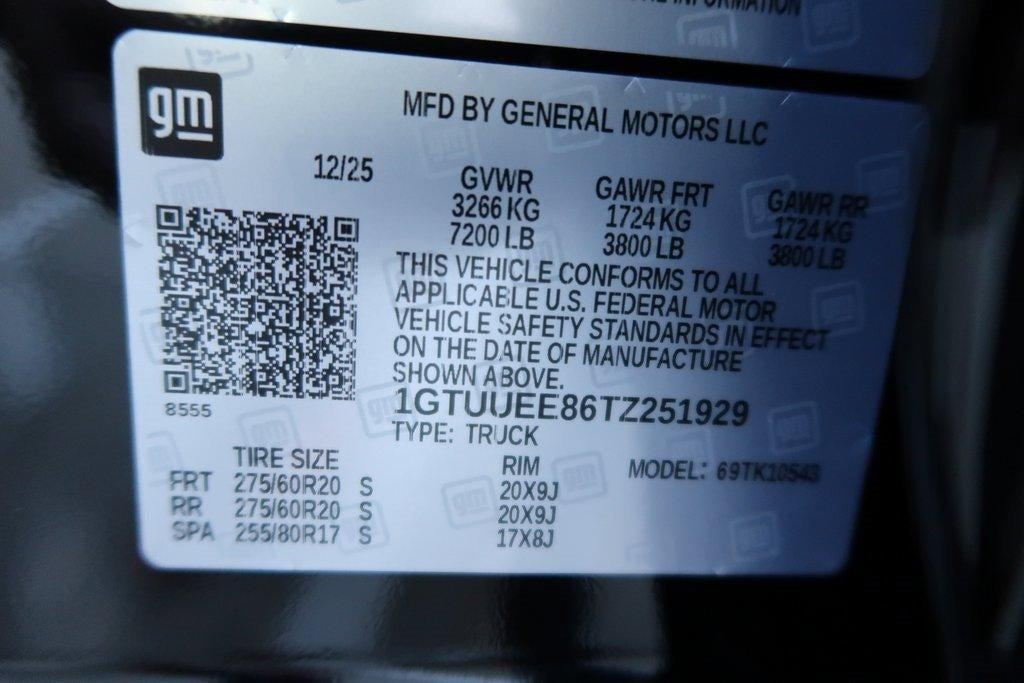 INFORMATION
gm
MFD BY GENERAL MOTORS LLC
12/25
GVWR GAWR FRT GAWR RR
3266 KG 1724 KG 1724 KG
7200 LB 3800 LB 3800 LB
THIS VEHICLE CONFORMS TO ALL
APPLICABLE U.S. FEDERAL MOTOR
VEHICLE SAFETY STANDARDS IN EFFECT
ON THE DATE OF MANUFACTURE
SHOWN ABOVE.
8555
1GTUUEE86TZ251929
TYPE: TRUCK
TIRE SIZE RIM MODEL: 69TK10543
FRT 275/60R20 S 20X9J
RR 275/60R20 S 20X9J
SPA 255/80R17 S 17X8J